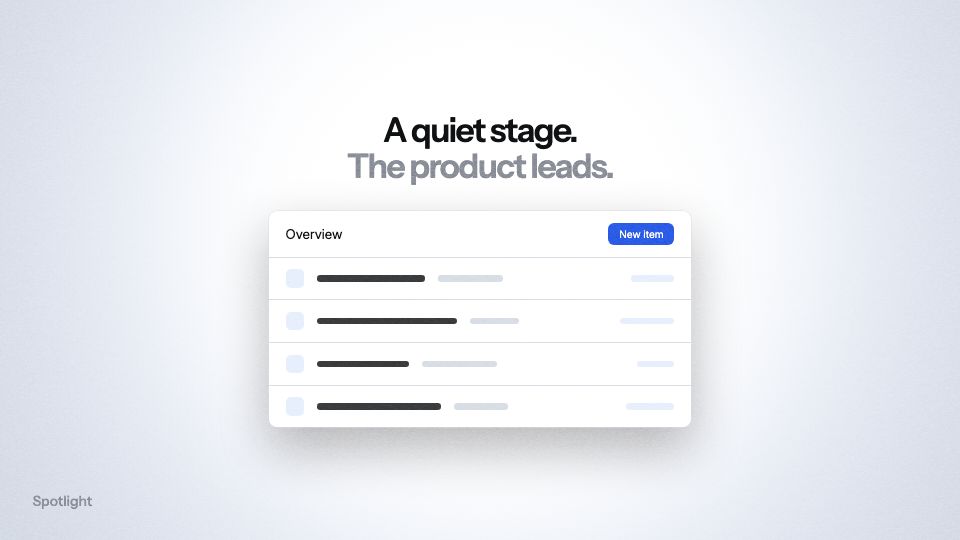 A quiet stage.
The product leads.
Overview
New item
Spotlight